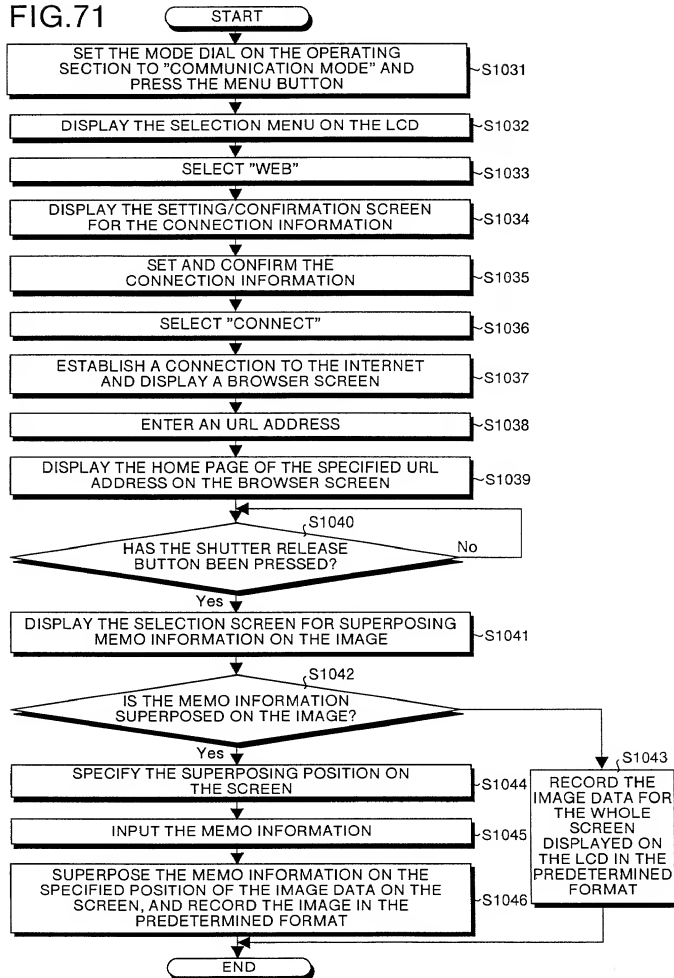 FIG.71
START
SET THE MODE DIAL ON THE OPERATING
SECTION TO "COMMUNICATION MODE" AND
PRESS THE MENU BUTTON
S1031
DISPLAY THE SELECTION MENU ON THE LCD
S1032
SELECT "WEB"
S1033
DISPLAY THE SETTING/CONFIRMATION SCREEN
FOR THE CONNECTION INFORMATION
S1034
SET AND CONFIRM THE
CONNECTION INFORMATION
S1035
SELECT "CONNECT"
S1036
ESTABLISH A CONNECTION TO THE INTERNET
AND DISPLAY A BROWSER SCREEN
S1037
ENTER AN URL ADDRESS
S1038
DISPLAY THE HOME PAGE OF THE SPECIFIED URL
ADDRESS ON THE BROWSER SCREEN
S1039
S1040
HAS THE SHUTTER RELEASE
BUTTON BEEN PRESSED?
No
Yes
DISPLAY THE SELECTION SCREEN FOR SUPERPOSING
MEMO INFORMATION ON THE IMAGE
S1041
S1042
IS THE MEMO INFORMATION
SUPERPOSED ON THE IMAGE?
Yes
S1043
RECORD THE
IMAGE DATA FOR
THE WHOLE
SCREEN
DISPLAYED ON
THE LCD IN THE
PREDETERMINED
FORMAT
SPECIFY THE SUPERPOSING POSITION ON
THE SCREEN
S1044
INPUT THE MEMO INFORMATION
S1045
SUPERPOSE THE MEMO INFORMATION ON THE
SPECIFIED POSITION OF THE IMAGE DATA ON THE
SCREEN, AND RECORD THE IMAGE IN THE
PREDETERMINED FORMAT
S1046
END